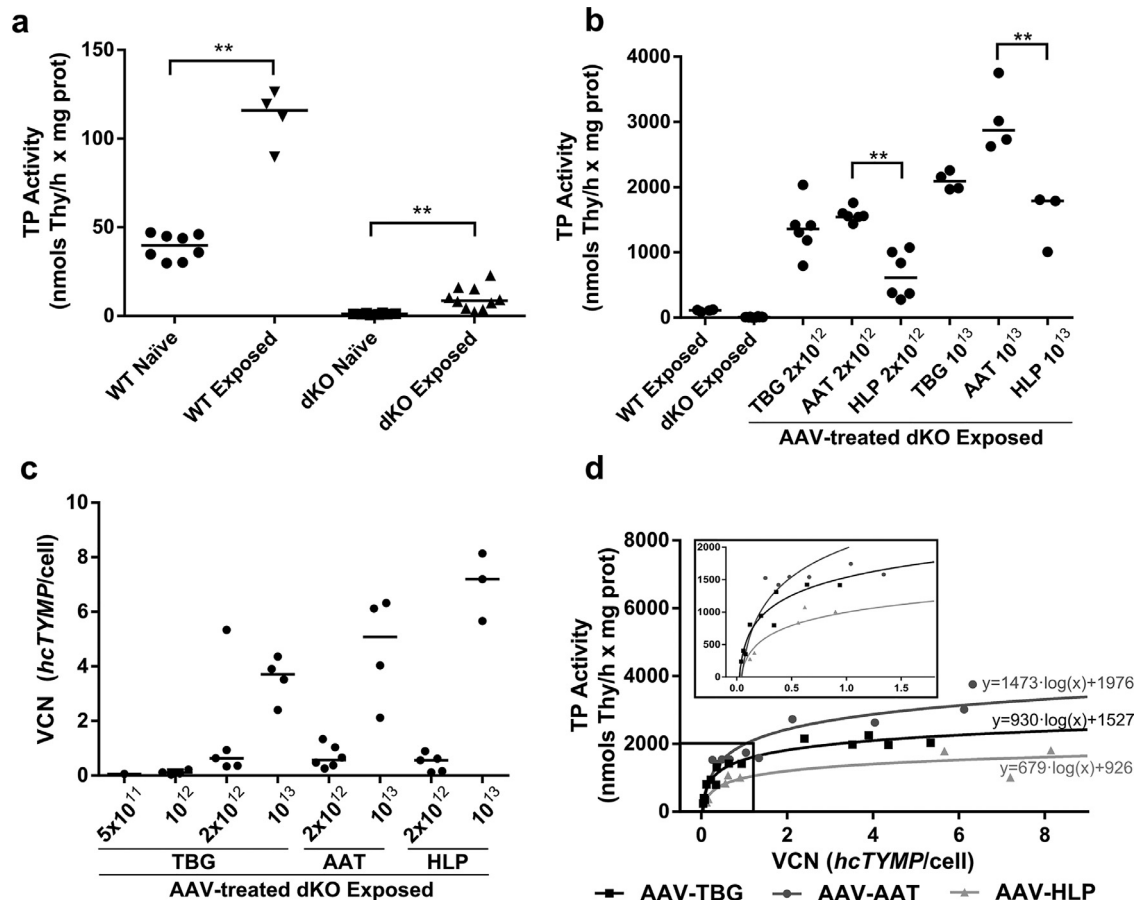 a
TP Activity
(nmols Thy/h x mg prot)
150
100
50
0
**
**
WT Naïve
WT Exposed
dKO Naïve
dKO Exposed
b
TP Activity
(nmols Thy/h x mg prot)
4000
3000
2000
1000
0
**
**
WT Exposed
dKO Exposed
TBG 2x10¹²
AAT 2x10¹²
HLP 2x10¹²
TBG 10¹³
AAT 10¹³
HLP 10¹³
AAV-treated dKO Exposed
c
VCN (hcTYMP/cell)
10
8
6
4
2
0
5x10¹¹
10¹²
2x10¹²
10¹³
2x10¹²
10¹³
2x10¹²
10¹³
TBG AAT HLP
AAV-treated dKO Exposed
d
TP Activity
(nmols Thy/h x mg prot)
8000
6000
4000
2000
0
2000
1500
1000
500
0
0.0 0.5 1.0 1.5
y=1473·log(x)+1976
y=930·log(x)+1527
y=679·log(x)+926
0 2 4 6 8
VCN (hcTYMP/cell)
AAV-TBG AAV-AAT AAV-HLP